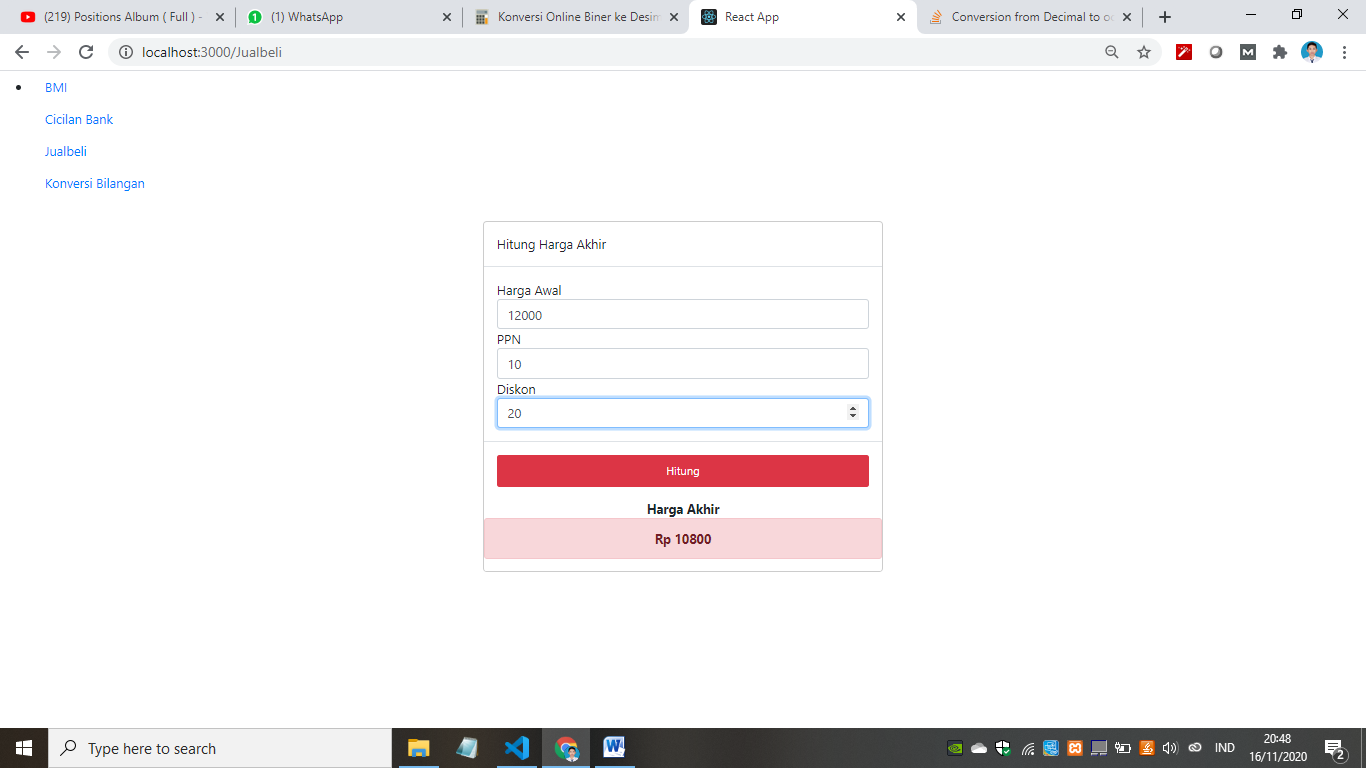 (219) Positions Album ( Full ) -
(1) WhatsApp
Konversi Online Biner ke Desim
React App
Conversion from Decimal to oc
localhost:3000/Jualbeli
BMI
Cicilan Bank
Jualbeli
Konversi Bilangan
Hitung Harga Akhir
Harga Awal
12000
PPN
10
Diskon
20
Hitung
Harga Akhir
Rp 10800
Type here to search
IND
20:48
16/11/2020
2